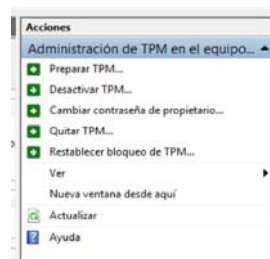 Acciones
Administración de TPM en el equipo...
Preparar TPM...
Desactivar TPM...
Cambiar contraseña de propietario...
Quitar TPM...
Restablecer bloqueo de TPM...
Ver
Nueva ventana desde aquí
Actualizar
Ayuda